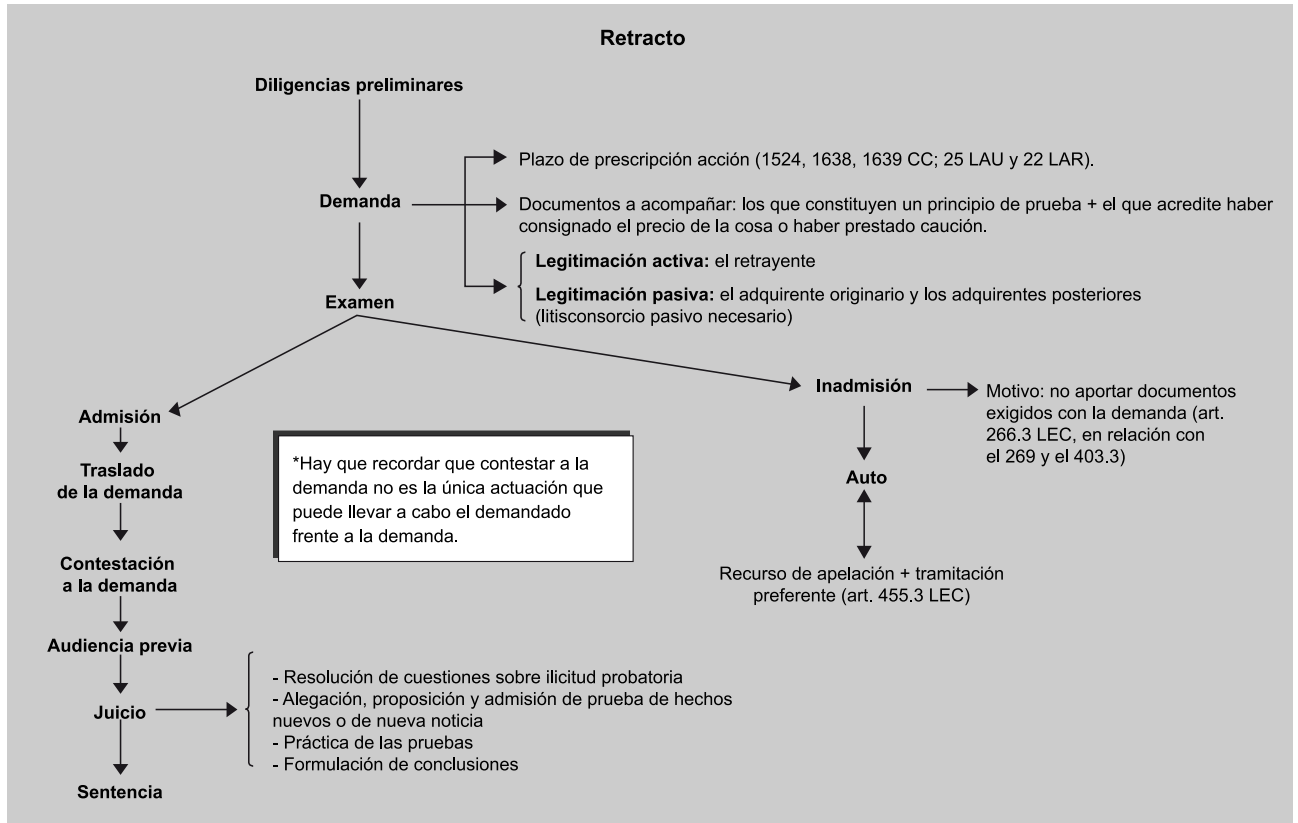 Retracto
Diligencias preliminares
Plazo de prescripción acción (1524, 1638, 1639 CC; 25 LAU y 22 LAR).
Demanda
Documentos a acompañar: los que constituyen un principio de prueba + el que acredite haber
consignado el precio de la cosa o haber prestado caución.
Legitimación activa: el retrayente
Legitimación pasiva: el adquirente originario y los adquirentes posteriores
(litisconsorcio pasivo necesario)
Examen
Inadmisión
Motivo: no aportar documentos
exigidos con la demanda (art.
266.3 LEC, en relación con
el 269 y el 403.3)
Auto
Recurso de apelación + tramitación
preferente (art. 455.3 LEC)
Admisión
Traslado
de la demanda
*Hay que recordar que contestar a la
demanda no es la única actuación que
puede llevar a cabo el demandado
frente a la demanda.
Contestación
a la demanda
Audiencia previa
Juicio
- Resolución de cuestiones sobre ilicitud probatoria
- Alegación, proposición y admisión de prueba de hechos
nuevos o de nueva noticia
- Práctica de las pruebas
- Formulación de conclusiones
Sentencia